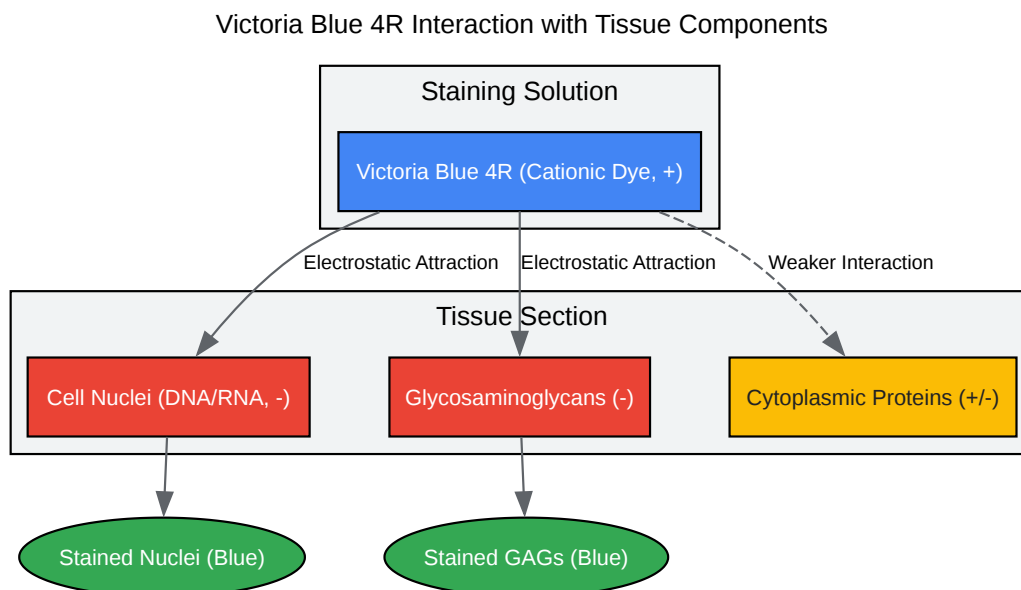 Victoria Blue 4R Interaction with Tissue Components
Staining Solution
Victoria Blue 4R (Cationic Dye, +)
Electrostatic Attraction
Electrostatic Attraction
Weaker Interaction
Tissue Section
Cell Nuclei (DNA/RNA, -)
Glycosaminoglycans (-)
Cytoplasmic Proteins (+/-)
Stained Nuclei (Blue)
Stained GAGs (Blue)